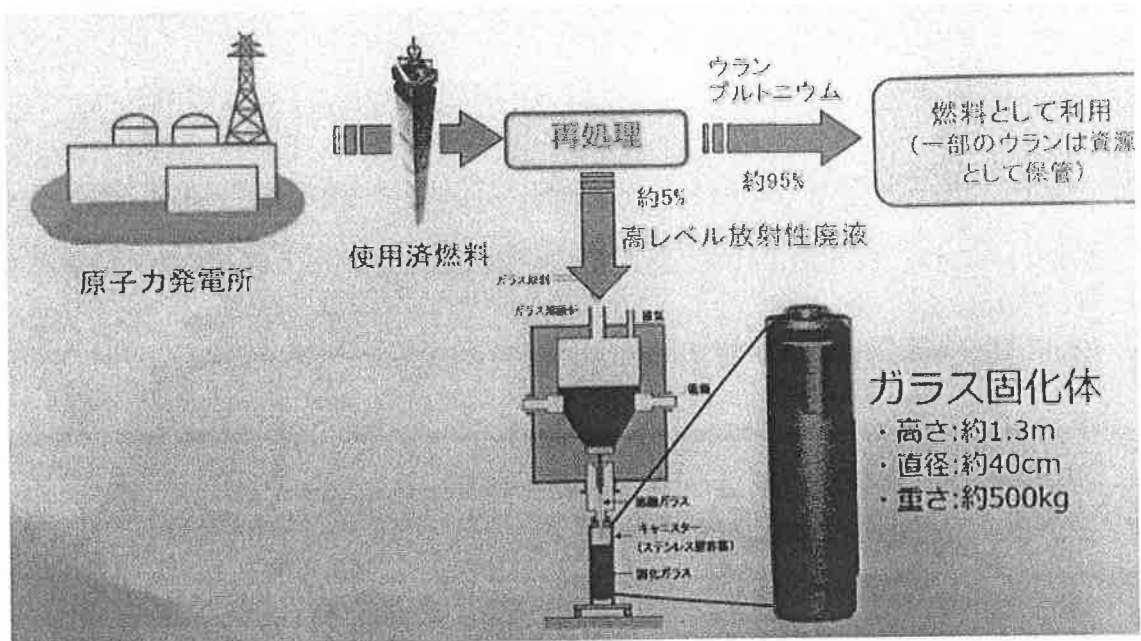 原子力発電所
使用済燃料
再処理
ウラン
プルトニウム
約95%
燃料として利用
(一部のウランは資源
として保管)
約5%
高レベル放射性廃液
ガラス原料
ガラス溶融炉
電極
溶融ガラス
キャニスター
(ステンレス製容器)
固化ガラス
ガラス固化体
・高さ:約1.3m
・直径:約40cm
・重さ:約500kg